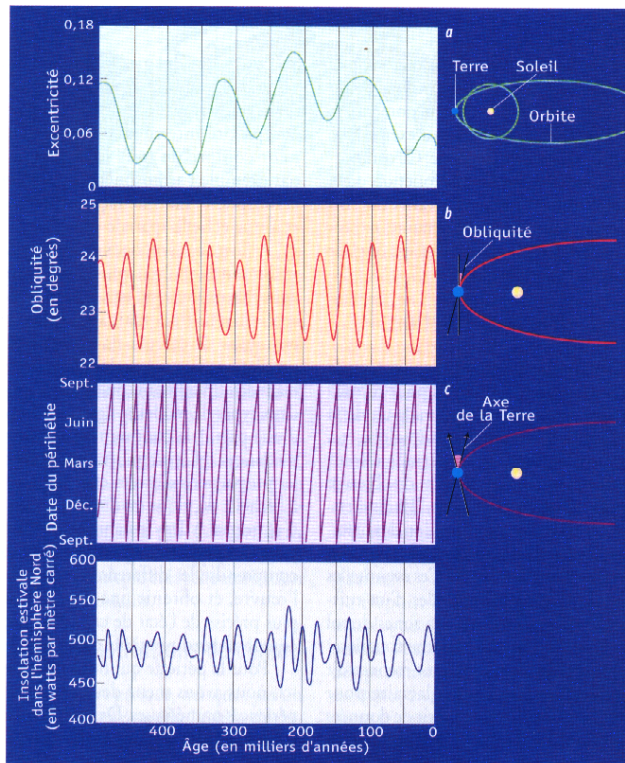 0,18
0,12
0,06
0
Excentricité
a
Terre
Soleil
Orbite
25
24
23
22
Obliquité
(en degrés)
b
Obliquité
Sept.
Juin
Mars
Déc.
Sept.
Date du périhélie
c
Axe
de la Terre
600
550
500
450
400
Insolation estivale
dans l'hémisphère Nord
(en watts par mètre carré)
400
300
200
100
0
Âge (en milliers d'années)